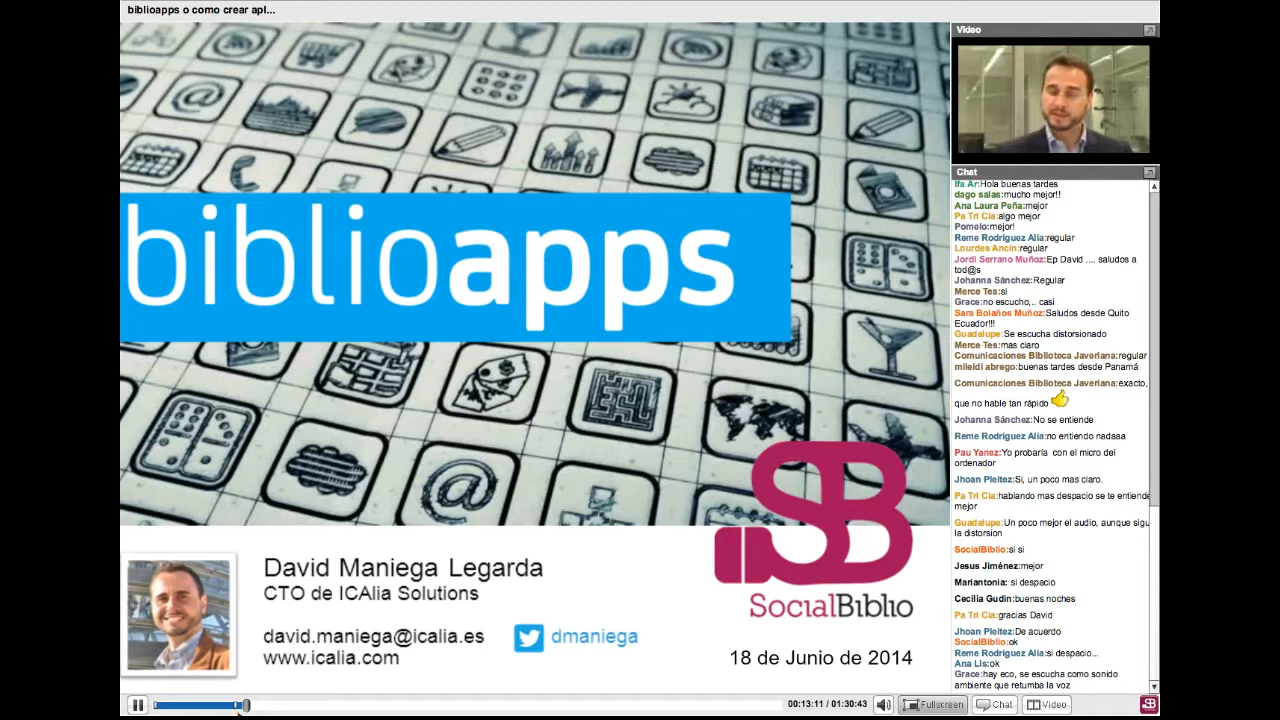 biblioapps o como crear apl...
biblioapps
David Maniega Legarda
CTO de ICAlia Solutions
david.maniega@icalia.es
dmaniega
www.icalia.com
SB
SocialBiblio
18 de Junio de 2014
Video
Chat
Ifa Ar:Hola buenas tardes
dago salas:mucho mejor!!
Ana Laura Peña:mejor
Pa Tri Cia:algo mejor
Pomelo:mejor!
Reme Rodríguez Alía:regular
Lourdes Ancin:regular
Jordi Serrano Muñoz:Ep David .... saludos a
tod@s
Johanna Sánchez:Regular
Merce Tes:si
Grace:no escucho,.. casi
Sara Bolaños Muñoz:Saludos desde Quito
Ecuador!!!
Guadalupe:Se escucha distorsionado
Merce Tes:mas claro
Comunicaciones Biblioteca Javeriana:regular
mileidi abrego:buenas tardes desde Panamá
Comunicaciones Biblioteca Javeriana:exacto,
que no hable tan rápido
Johanna Sánchez:No se entiende
Reme Rodríguez Alía:no entiendo nadaaa
Pau Yanez:Yo probaría con el micro del
ordenador
Jhoan Pleitez:Si, un poco mas claro.
Pa Tri Cia:hablando mas despacio se te entiende
mejor
Guadalupe:Un poco mejor el audio, aunque sigu
la distorsion
SocialBiblio:si si
Jesus Jiménez:mejor
Mariantonia: si despacio
Cecilia Gudin:buenas noches
Pa Tri Cia:gracias David
Jhoan Pleitez:De acuerdo
SocialBiblio:ok
Reme Rodríguez Alía:si despacio...
Ana Lls:ok
Grace:hay eco, se escucha como sonido
ambiente que retumba la voz
00:13:11 / 01:30:43
Fullscreen
Chat
Video
SB